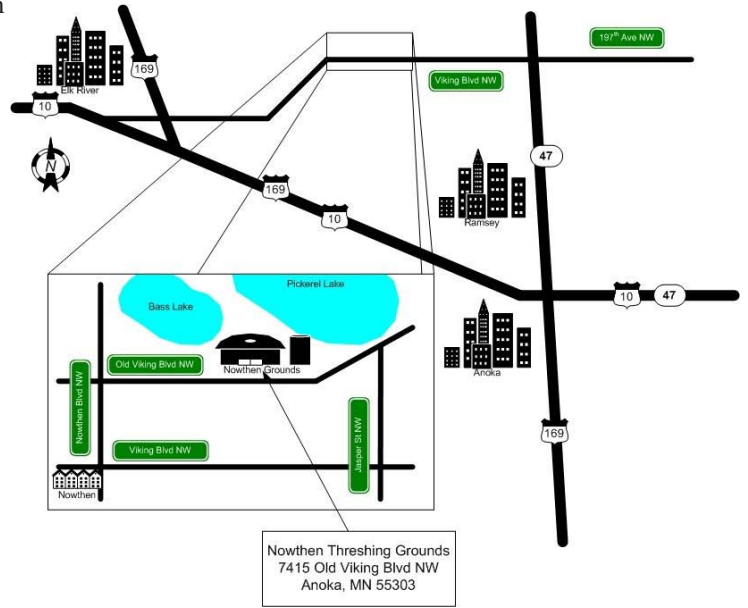 197th Ave NW
169
Elk River
Viking Blvd NW
10
47
N
169
10
Ramsey
Pickerel Lake
Bass Lake
10
47
Old Viking Blvd NW
Nowthen Grounds
Anoka
Nowthen Blvd NW
Jasper St NW
Viking Blvd NW
169
Nowthen
Nowthen Threshing Grounds
7415 Old Viking Blvd NW
Anoka, MN 55303